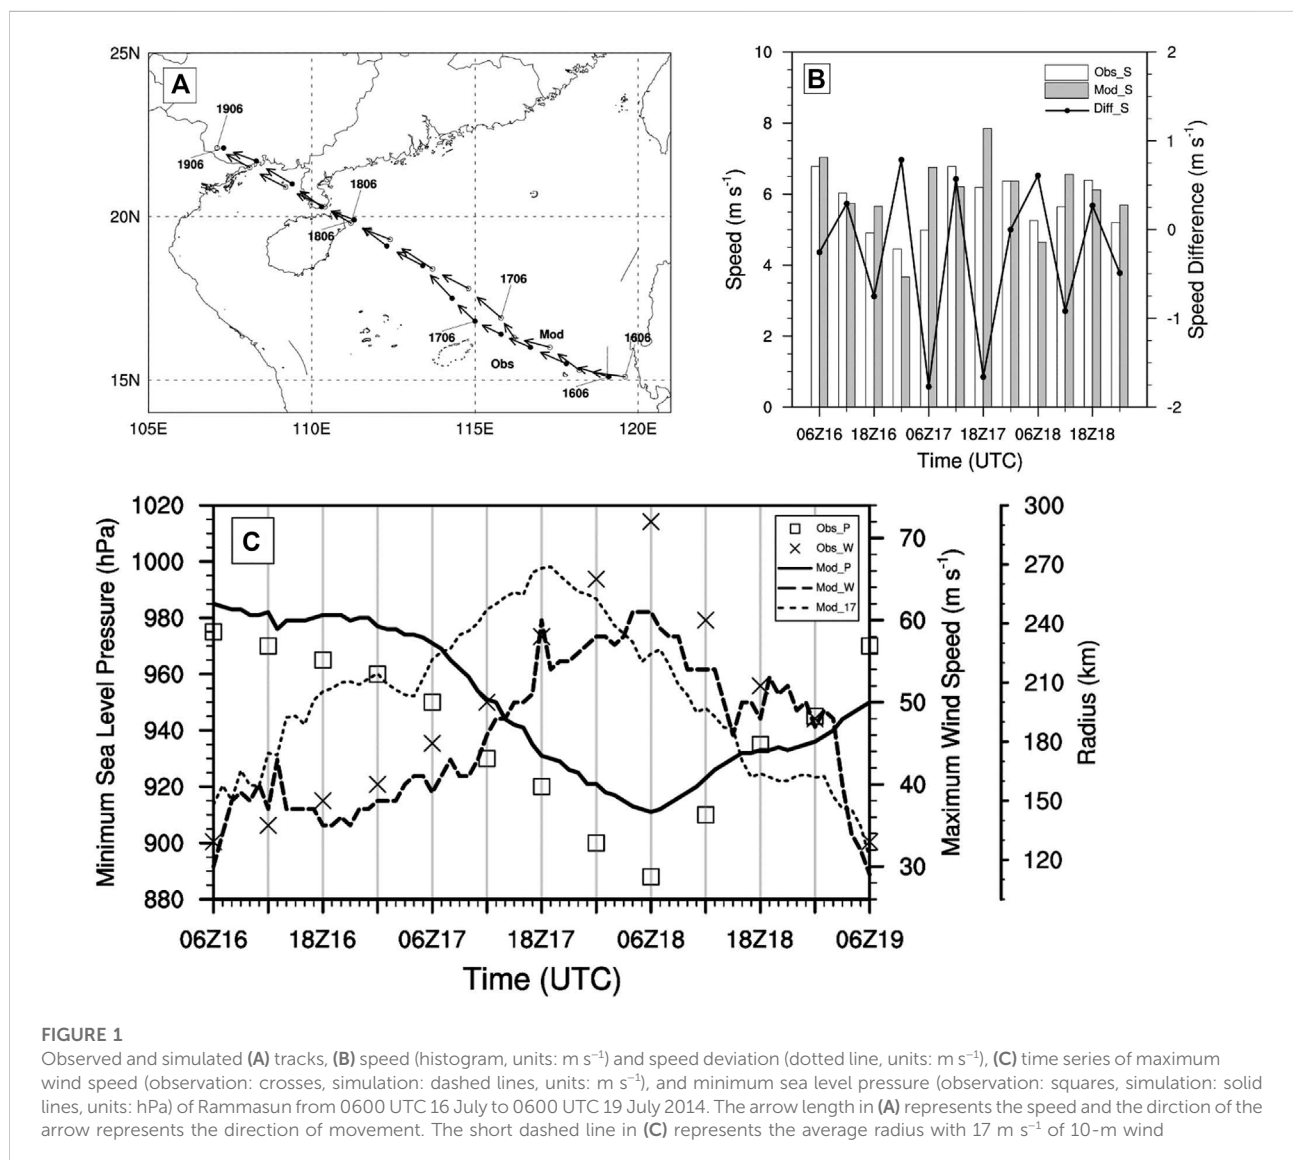 A
25N
20N
15N
105E
110E
115E
120E
1906
1906
1806
1806
1706
1706
1606
1606
Mod
Obs
B
10
8
6
4
2
0
Speed (m s⁻¹)
2
1
0
-1
-2
Speed Difference (m s⁻¹)
Obs_S
Mod_S
Diff_S
06Z16 18Z16 06Z17 18Z17 06Z18 18Z18
Time (UTC)
C
1020
1000
980
960
940
920
900
880
Minimum Sea Level Pressure (hPa)
70
60
50
40
30
Maximum Wind Speed (m s⁻¹)
300
270
240
210
180
150
120
Radius (km)
Obs_P
Obs_W
Mod_P
Mod_W
Mod_17
06Z16 18Z16 06Z17 18Z17 06Z18 18Z18 06Z19
Time (UTC)
FIGURE 1
Observed and simulated (A) tracks, (B) speed (histogram, units: m s⁻¹) and speed deviation (dotted line, units: m s⁻¹), (C) time series of maximum
wind speed (observation: crosses, simulation: dashed lines, units: m s⁻¹), and minimum sea level pressure (observation: squares, simulation: solid
lines, units: hPa) of Rammasun from 0600 UTC 16 July to 0600 UTC 19 July 2014. The arrow length in (A) represents the speed and the dirction of the
arrow represents the direction of movement. The short dashed line in (C) represents the average radius with 17 m s⁻¹ of 10-m wind